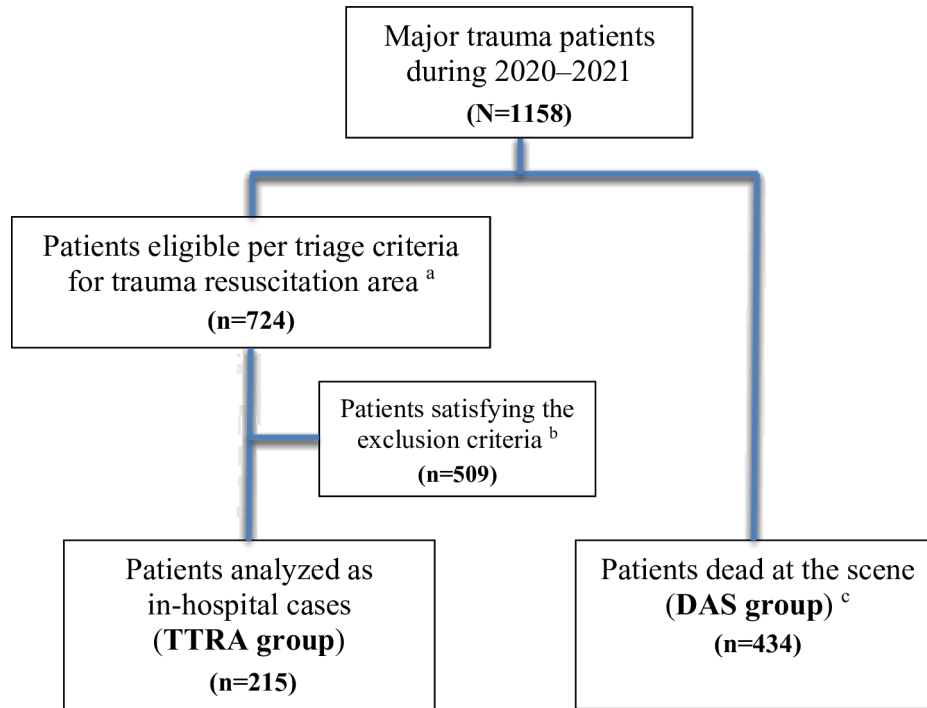 Major trauma patients
during 2020–2021
(N=1158)
Patients eligible per triage criteria
for trauma resuscitation area a
(n=724)
Patients satisfying the
exclusion criteria b
(n=509)
Patients analyzed as
in-hospital cases
(TTRA group)
(n=215)
Patients dead at the scene
(DAS group) c
(n=434)